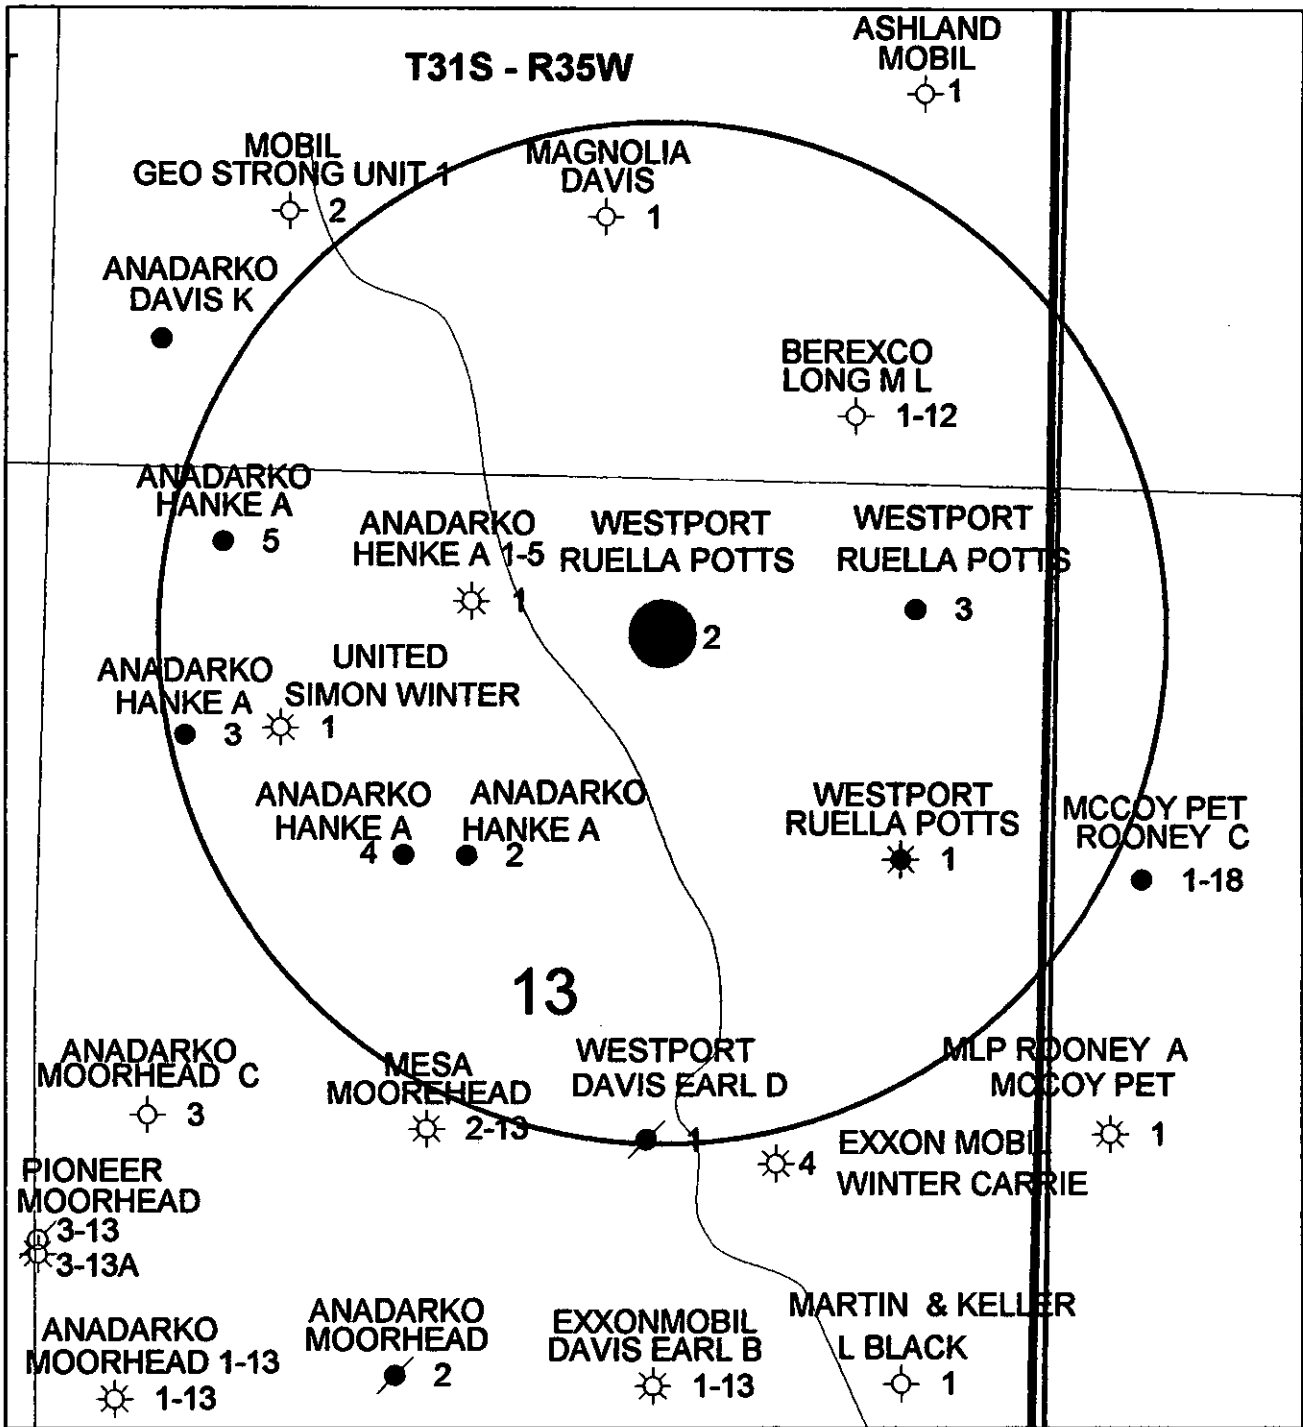 T31S - R35W
ASHLAND
MOBIL
1
MOBIL
GEO STRONG UNIT 1
2
MAGNOLIA
DAVIS
1
ANADARKO
DAVIS K
BEREXCO
LONG M L
1-12
ANADARKO
HANKE A
5
ANADARKO
HENKE A 1-5
1
WESTPORT
RUELLA POTTS
2
WESTPORT
RUELLA POTTS
3
ANADARKO
HANKE A
3
UNITED
SIMON WINTER
1
ANADARKO
HANKE A
4
ANADARKO
HANKE A
2
WESTPORT
RUELLA POTTS
1
MCCOY PET
ROONEY C
1-18
13
ANADARKO
MOORHEAD C
3
MESA
MOOREHEAD
2-13
WESTPORT
DAVIS EARL D
1
MLP ROONEY A
MCCOY PET
1
EXXON MOBIL
WINTER CARRIE
4
PIONEER
MOORHEAD
3-13
3-13A
ANADARKO
MOORHEAD 1-13
1-13
ANADARKO
MOORHEAD
2
EXXONMOBIL
DAVIS EARL B
1-13
MARTIN & KELLER
L BLACK
1